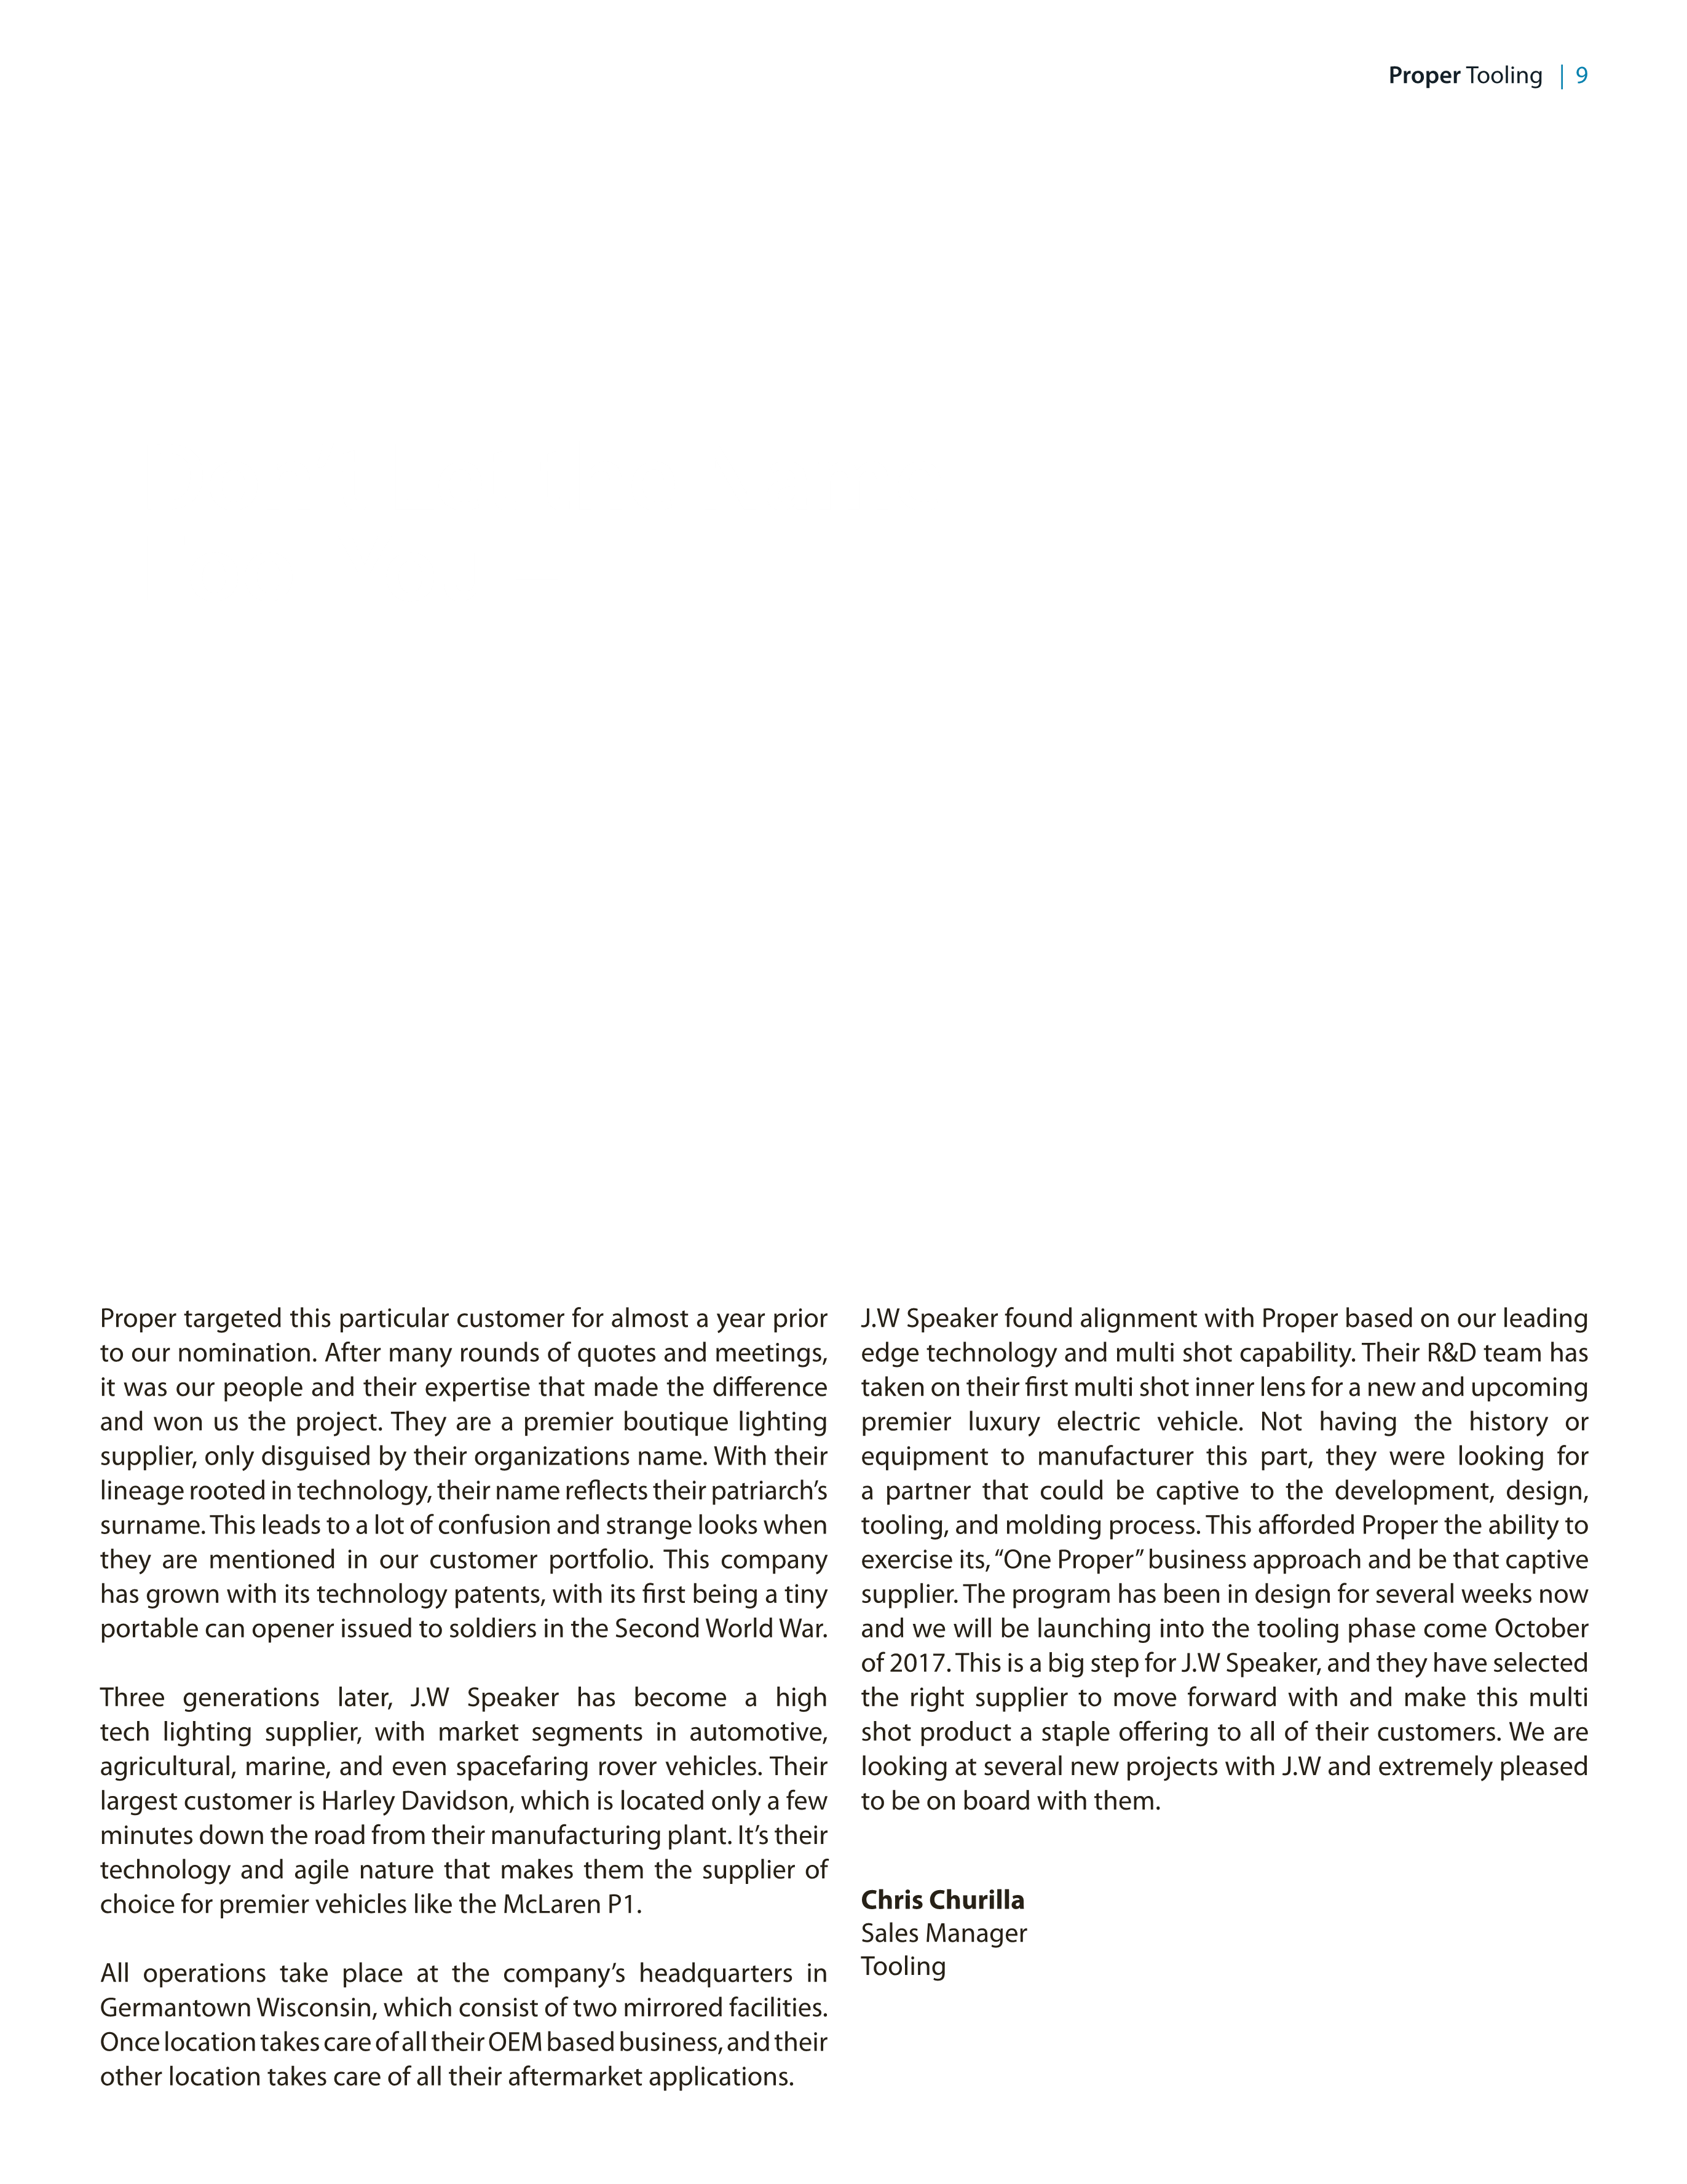 Proper Tooling | 9
Proper targeted this particular customer for almost a year prior
to our nomination. After many rounds of quotes and meetings,
it was our people and their expertise that made the difference
and won us the project. They are a premier boutique lighting
supplier, only disguised by their organizations name. With their
lineage rooted in technology, their name reflects their patriarch’s
surname. This leads to a lot of confusion and strange looks when
they are mentioned in our customer portfolio. This company
has grown with its technology patents, with its first being a tiny
portable can opener issued to soldiers in the Second World War.
Three generations later, J.W Speaker has become a high
tech lighting supplier, with market segments in automotive,
agricultural, marine, and even spacefaring rover vehicles. Their
largest customer is Harley Davidson, which is located only a few
minutes down the road from their manufacturing plant. It’s their
technology and agile nature that makes them the supplier of
choice for premier vehicles like the McLaren P1.
All operations take place at the company’s headquarters in
Germantown Wisconsin, which consist of two mirrored facilities.
Once location takes care of all their OEM based business, and their
other location takes care of all their aftermarket applications.
J.W Speaker found alignment with Proper based on our leading
edge technology and multi shot capability. Their R&D team has
taken on their first multi shot inner lens for a new and upcoming
premier luxury electric vehicle. Not having the history or
equipment to manufacturer this part, they were looking for
a partner that could be captive to the development, design,
tooling, and molding process. This afforded Proper the ability to
exercise its, “One Proper” business approach and be that captive
supplier. The program has been in design for several weeks now
and we will be launching into the tooling phase come October
of 2017. This is a big step for J.W Speaker, and they have selected
the right supplier to move forward with and make this multi
shot product a staple offering to all of their customers. We are
looking at several new projects with J.W and extremely pleased
to be on board with them.
Chris Churilla
Sales Manager
Tooling